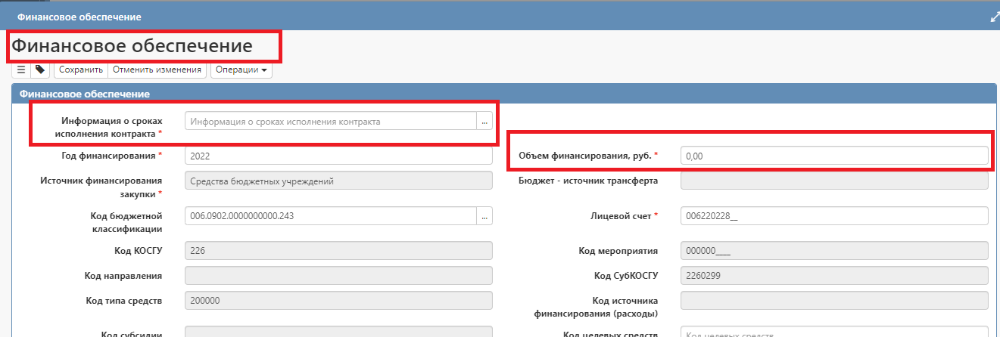 Финансовое обеспечение
Финансовое обеспечение
Сохранить Отменить изменения Операции
Финансовое обеспечение
Информация о сроках исполнения контракта * Информация о сроках исполнения контракта ...
Год финансирования * 2022 Объем финансирования, руб. * 0,00
Источник финансирования закупки * Средства бюджетных учреждений Бюджет - источник трансферта
Код бюджетной классификации 006.0902.0000000000.243 ... Лицевой счет * 006220228__
Код КОСГУ 226 Код мероприятия 000000____
Код направления Код СубКОСГУ 2260299
Код типа средств 200000 Код источника финансирования (расходы)
Код субсидии Код целевых средств Код целевых средств